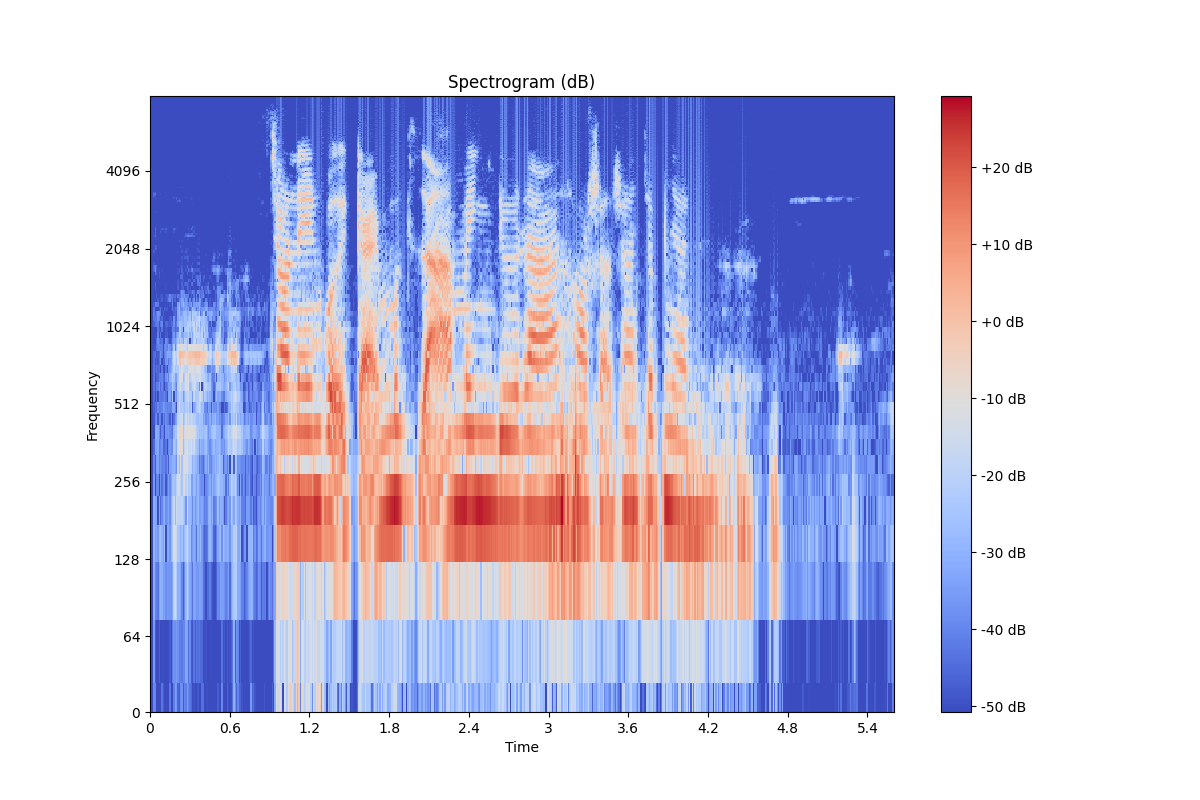 Spectrogram (dB)
Frequency
4096
2048
1024
512
256
128
64
0
0 0.6 1.2 1.8 2.4 3 3.6 4.2 4.8 5.4
Time
+20 dB
+10 dB
+0 dB
-10 dB
-20 dB
-30 dB
-40 dB
-50 dB